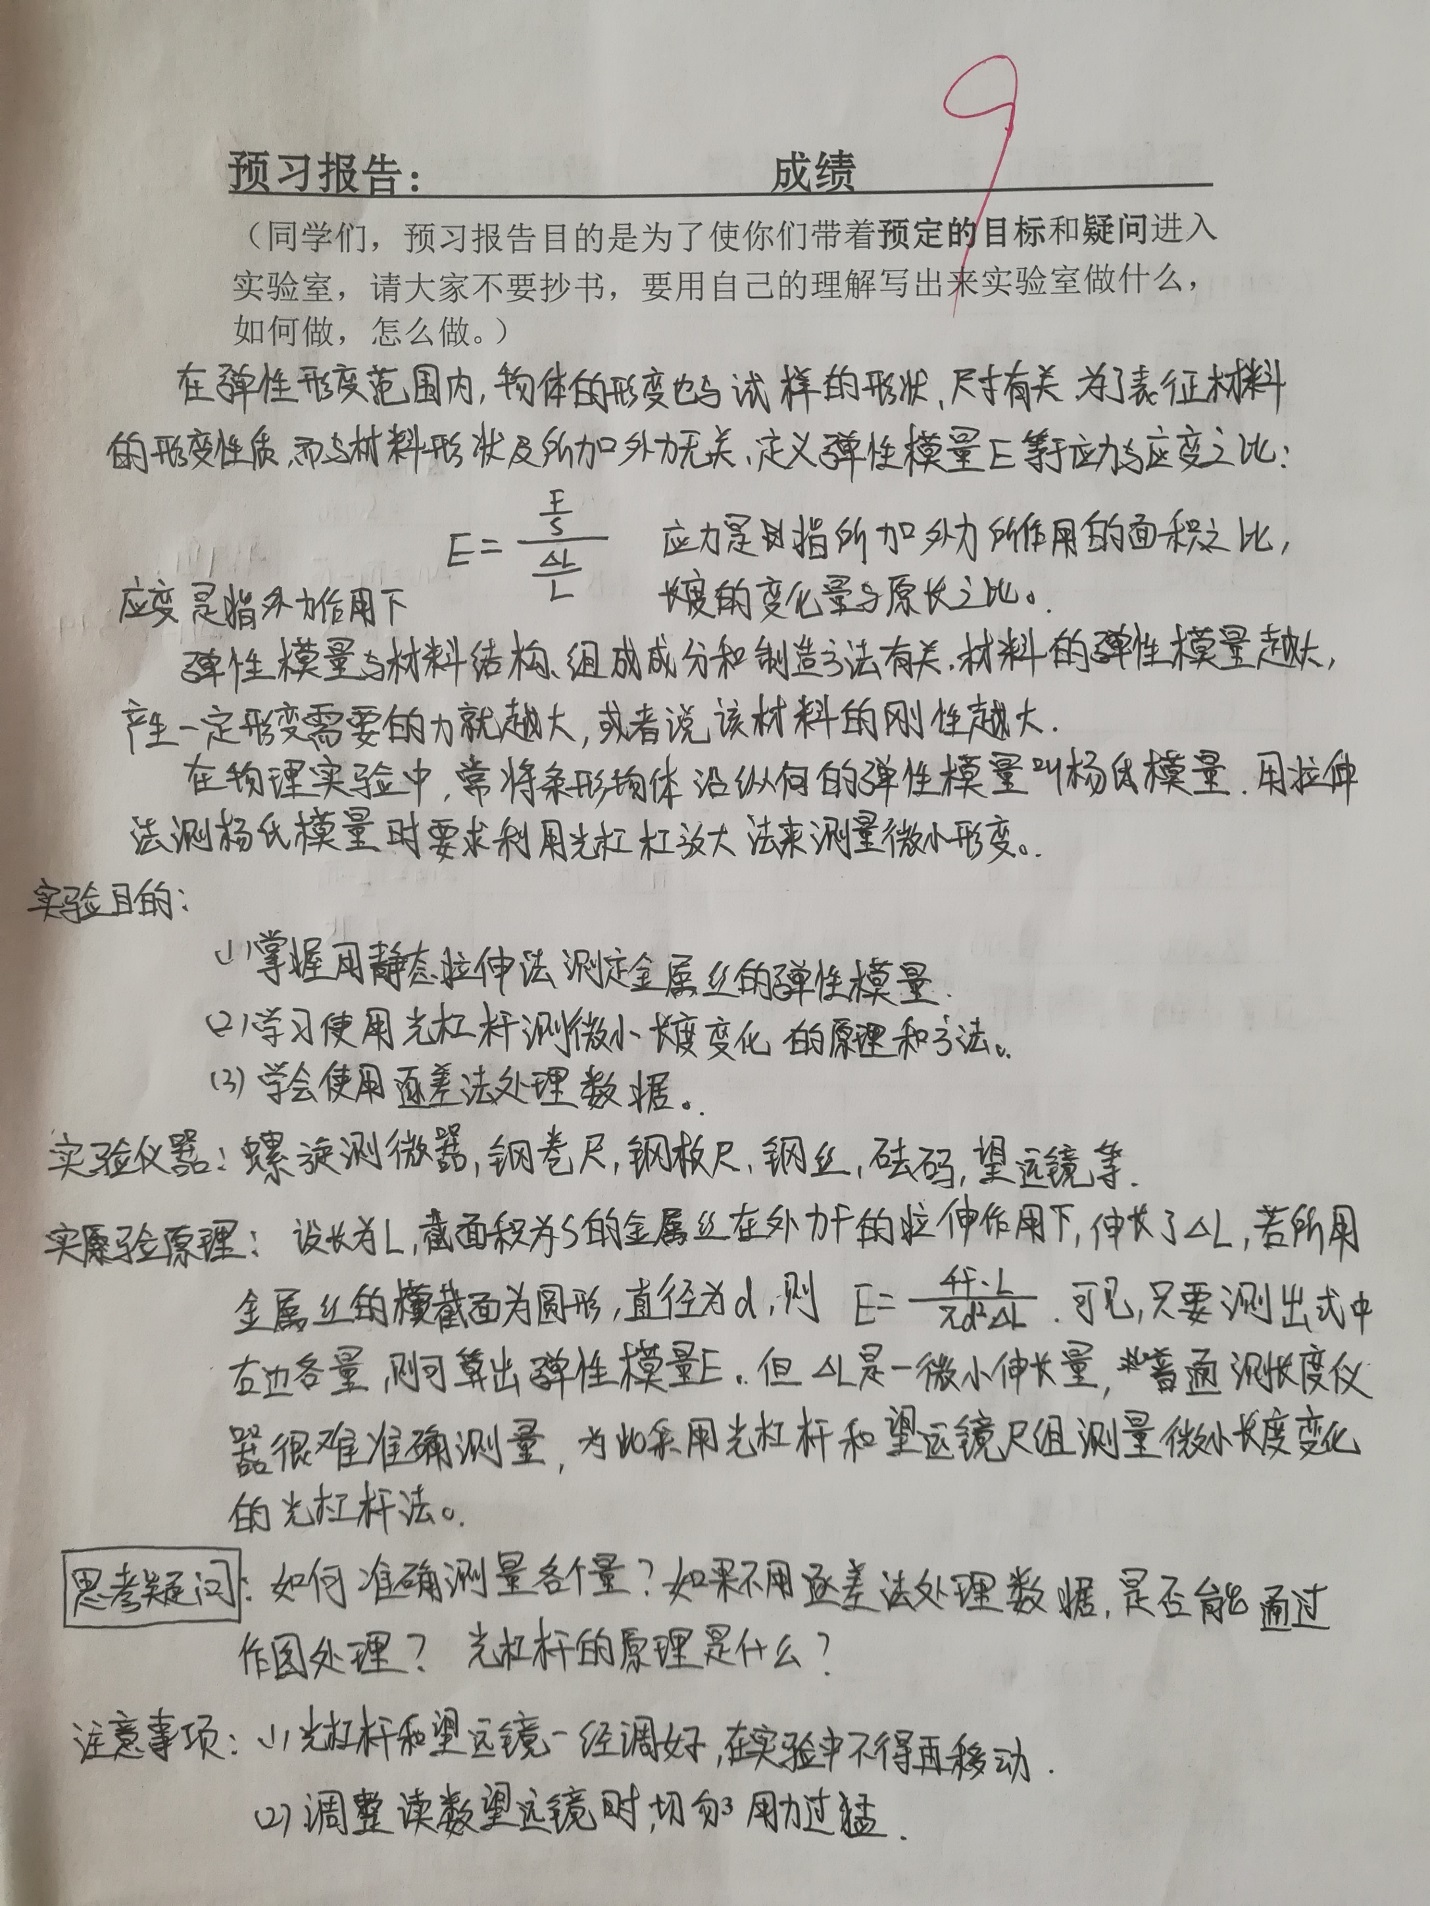 9
预习报告: 成绩
（同学们，预习报告目的是为了使你们带着预定的目标和疑问进入
实验室，请大家不要抄书，要用自己的理解写出来实验室做什么，
如何做，怎么做。）
在弹性形变范围内，物体的形变也与试样的形状、尺寸有关.为了表征材料
的形变性质,而与材料形状及所加外力无关、定义弹性模量E等于应力与应变之比:
E = \frac{\frac{F}{S}}{\frac{ΔL}{L}} 应力是指所加外力所作用的面积之比,
应变是指外力作用下 长度的变化量与原长之比。
弹性模量与材料结构、组成成分和制造方法有关.材料的弹性模量越大,
产生一定形变需要的力就越大,或者说该材料的刚性越大.
在物理实验中,常将条形物体沿纵向的弹性模量叫杨氏模量.用拉伸
法测杨氏模量时要求利用光杠杠放大法来测量微小形变。
实验目的:
(1)掌握用静态拉伸法测定金属丝的弹性模量.
(2)学习使用光杠杆测微小长度变化的原理和方法。
(3)学会使用逐差法处理数据。
实验仪器: 螺旋测微器,钢卷尺,钢板尺,钢丝,砝码,望远镜等.
实验原理: 设长为L,截面积为S的金属丝在外力F的拉伸作用下,伸长了ΔL,若所用
金属丝的横截面为圆形,直径为d,则 E = \frac{4F·L}{πd²ΔL}.可见,只要测出式中
右边各量,则可算出弹性模量E。但ΔL是一微小伸长量,普通测长度仪
器很难准确测量,为此采用光杠杆和望远镜尺组测量微小长度变化
的光杠杆法。
思考疑问: 如何准确测量各个量?如果不用逐差法处理数据,是否能通过
作图处理? 光杠杆的原理是什么?
注意事项: (1)光杠杆和望远镜一经调好,在实验中不得再移动.
(2)调整读数望远镜时,切勿用力过猛.